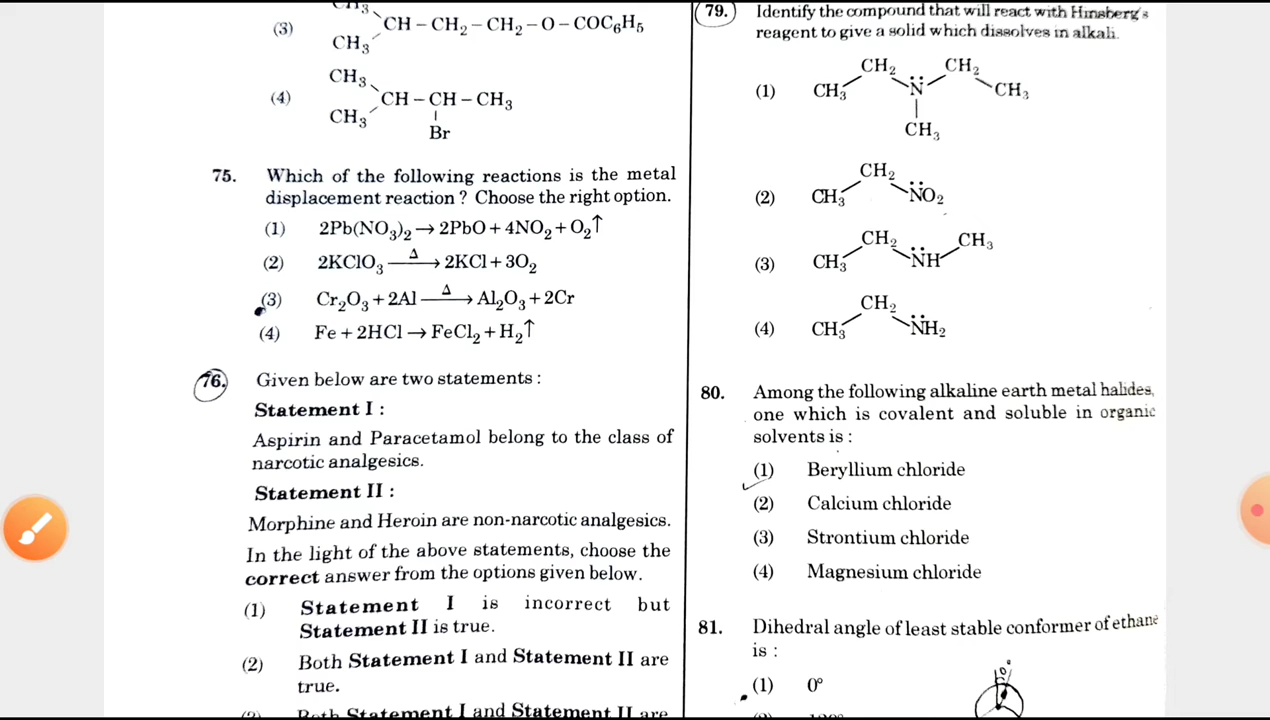 CH3
(3) CH – CH2 – CH2 – O – COC6H5
CH3
CH3
(4) CH – CH – CH3
CH3
Br
75. Which of the following reactions is the metal
displacement reaction ? Choose the right option.
(1) 2Pb(NO3)2 → 2PbO + 4NO2 + O2↑
(2) 2KClO3 —Δ→ 2KCl + 3O2
(3) Cr2O3 + 2Al —Δ→ Al2O3 + 2Cr
(4) Fe + 2HCl → FeCl2 + H2↑
76. Given below are two statements :
Statement I :
Aspirin and Paracetamol belong to the class of
narcotic analgesics.
Statement II :
Morphine and Heroin are non-narcotic analgesics.
In the light of the above statements, choose the
correct answer from the options given below.
(1) Statement I is incorrect but
Statement II is true.
(2) Both Statement I and Statement II are
true.
Both Statement I and Statement II are
79. Identify the compound that will react with Hinsberg's
reagent to give a solid which dissolves in alkali.
CH2 CH2
(1) CH3 N CH3
CH3
CH2
(2) CH3 NO2
CH2 CH3
(3) CH3 NH
CH2
(4) CH3 NH2
80. Among the following alkaline earth metal halides,
one which is covalent and soluble in organic
solvents is :
(1) Beryllium chloride
(2) Calcium chloride
(3) Strontium chloride
(4) Magnesium chloride
81. Dihedral angle of least stable conformer of ethane
is :
(1) 0°